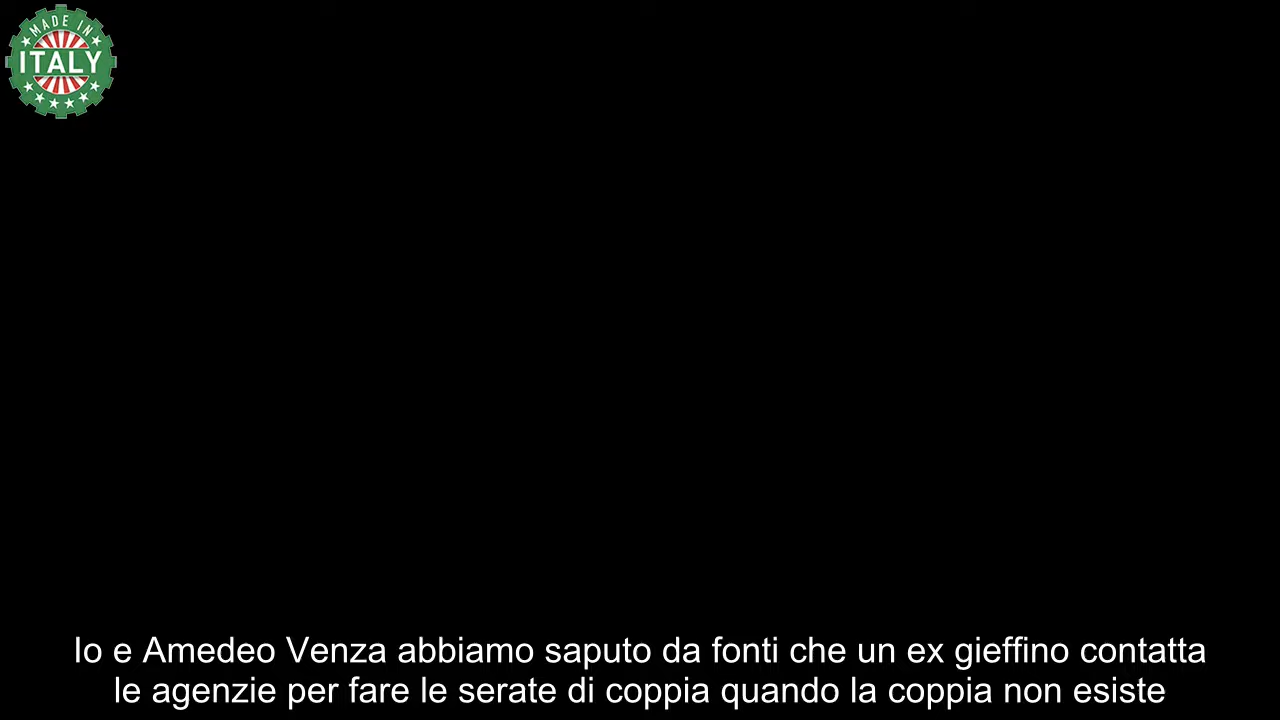 MADE IN
ITALY
Io e Amedeo Venza abbiamo saputo da fonti che un ex gieffino contatta
le agenzie per fare le serate di coppia quando la coppia non esiste